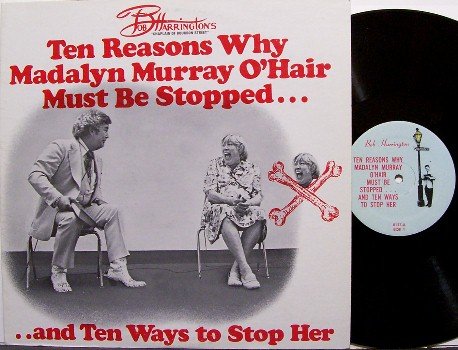 Bob Harrington's
"CHAPLAIN OF BOURBON STREET"
Ten Reasons Why
Madalyn Murray O'Hair
Must Be Stopped...
..and Ten Ways to Stop Her
Bob Harrington
TEN REASONS WHY
MADALYN MURRAY
O'HAIR
MUST BE
STOPPED...
AND TEN WAYS
TO STOP HER
SIDE 1